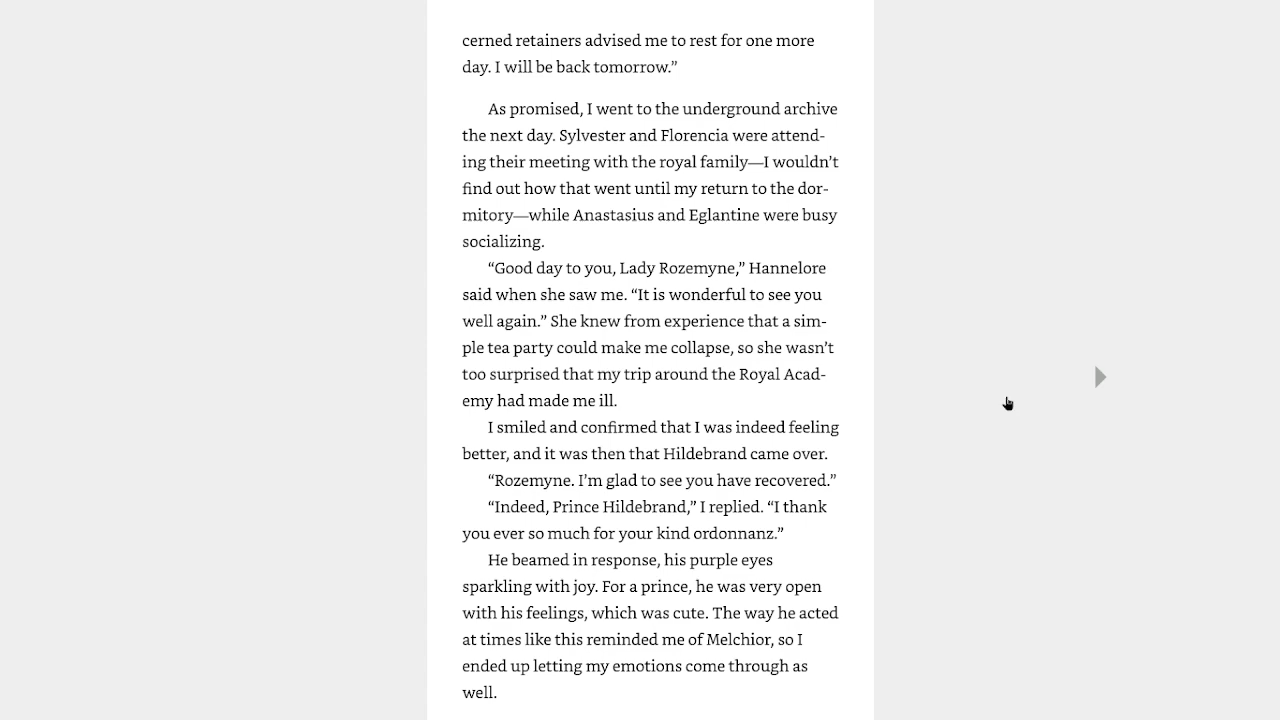 cerned retainers advised me to rest for one more
day. I will be back tomorrow.”
As promised, I went to the underground archive
the next day. Sylvester and Florencia were attend-
ing their meeting with the royal family—I wouldn’t
find out how that went until my return to the dor-
mitory—while Anastasius and Eglantine were busy
socializing.
“Good day to you, Lady Rozemyne,” Hannelore
said when she saw me. “It is wonderful to see you
well again.” She knew from experience that a sim-
ple tea party could make me collapse, so she wasn’t
too surprised that my trip around the Royal Acad-
emy had made me ill.
I smiled and confirmed that I was indeed feeling
better, and it was then that Hildebrand came over.
“Rozemyne. I’m glad to see you have recovered.”
“Indeed, Prince Hildebrand,” I replied. “I thank
you ever so much for your kind ordonnanz.”
He beamed in response, his purple eyes
sparkling with joy. For a prince, he was very open
with his feelings, which was cute. The way he acted
at times like this reminded me of Melchior, so I
ended up letting my emotions come through as
well.